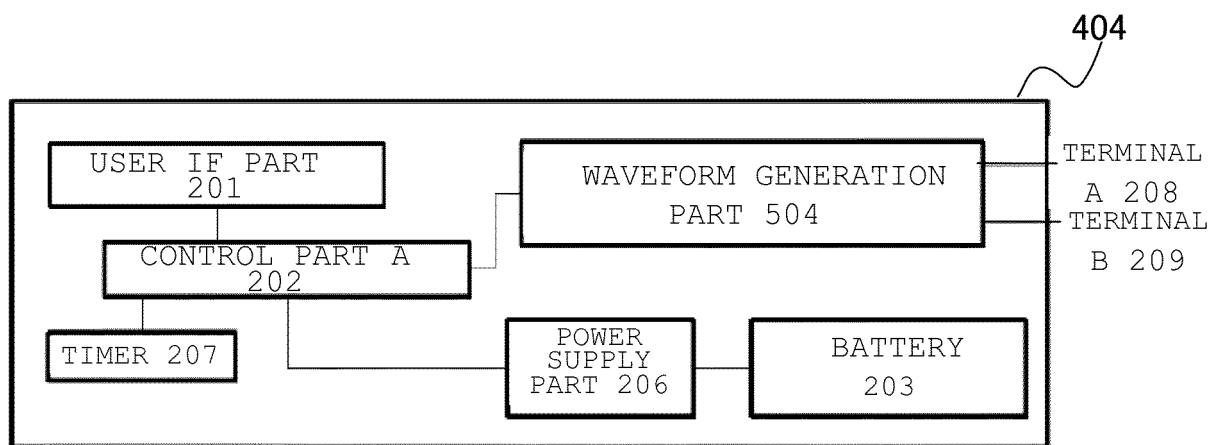 404
USER IF PART
201
WAVEFORM GENERATION
PART 504
TERMINAL
A 208
TERMINAL
B 209
CONTROL PART A
202
TIMER 207
POWER
SUPPLY
PART 206
BATTERY
203